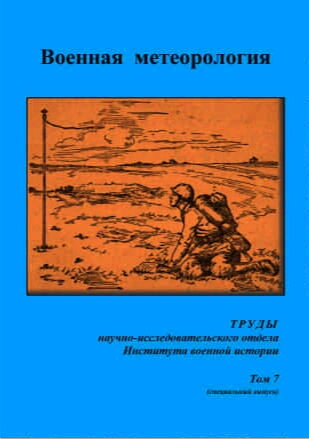 Военная метеорология
ТРУДЫ
научно-исследовательского отдела
Института военной истории
Том 7
(специальный выпуск)